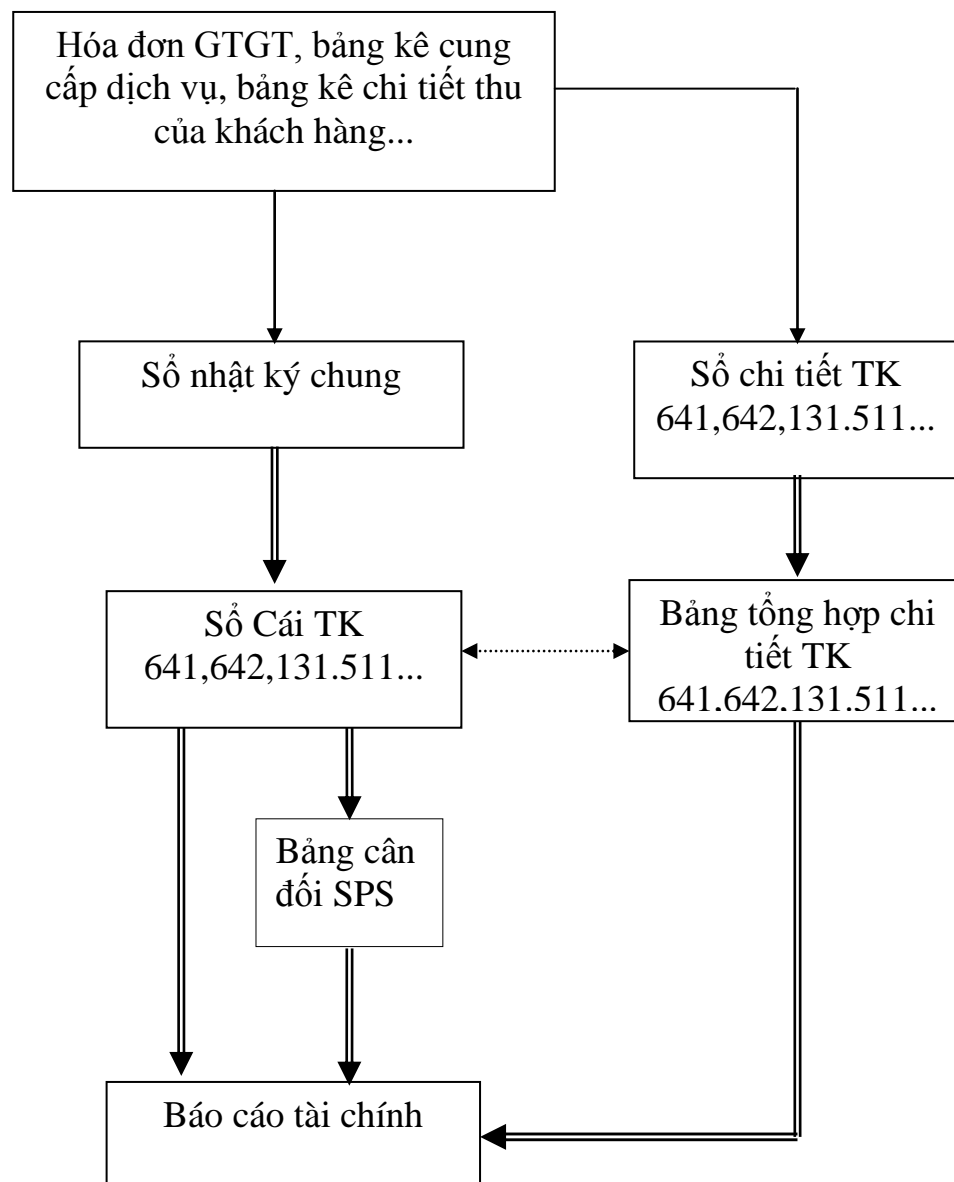 Hóa đơn GTGT, bảng kê cung
cấp dịch vụ, bảng kê chi tiết thu
của khách hàng...
Sổ nhật ký chung
Sổ chi tiết TK
641,642,131.511...
Sổ Cái TK
641,642,131.511...
Bảng tổng hợp chi
tiết TK
641,642,131.511...
Bảng cân
đối SPS
Báo cáo tài chính